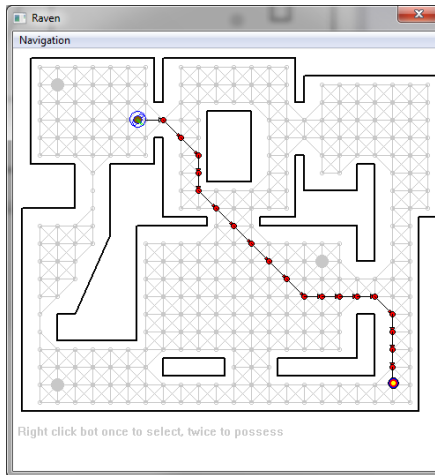 Raven
Navigation
Right click bot once to select, twice to possess